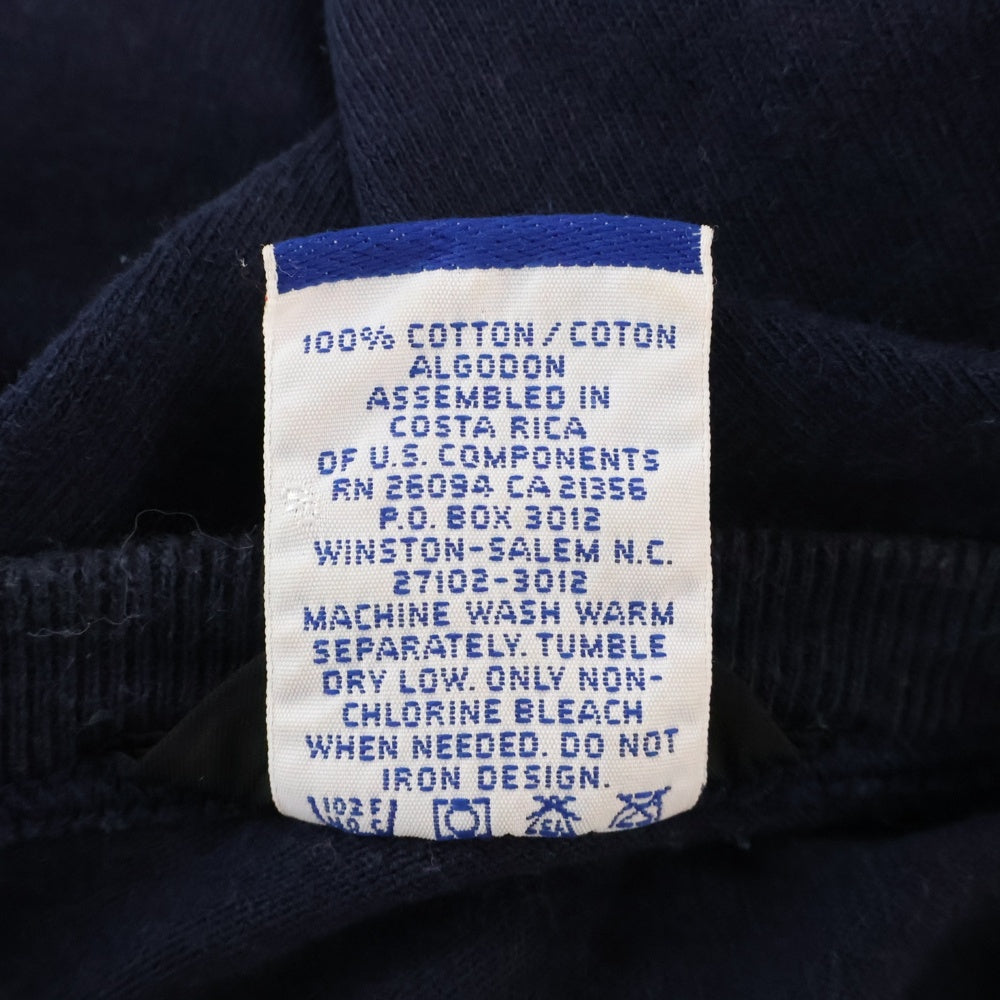 100% COTTON / COTON
ALGODON
ASSEMBLED IN
COSTA RICA
OF U.S. COMPONENTS
RN 26094 CA 21356
P.O. BOX 3012
WINSTON-SALEM N.C.
27102-3012
MACHINE WASH WARM
SEPARATELY. TUMBLE
DRY LOW. ONLY NON-
CHLORINE BLEACH
WHEN NEEDED. DO NOT
IRON DESIGN.